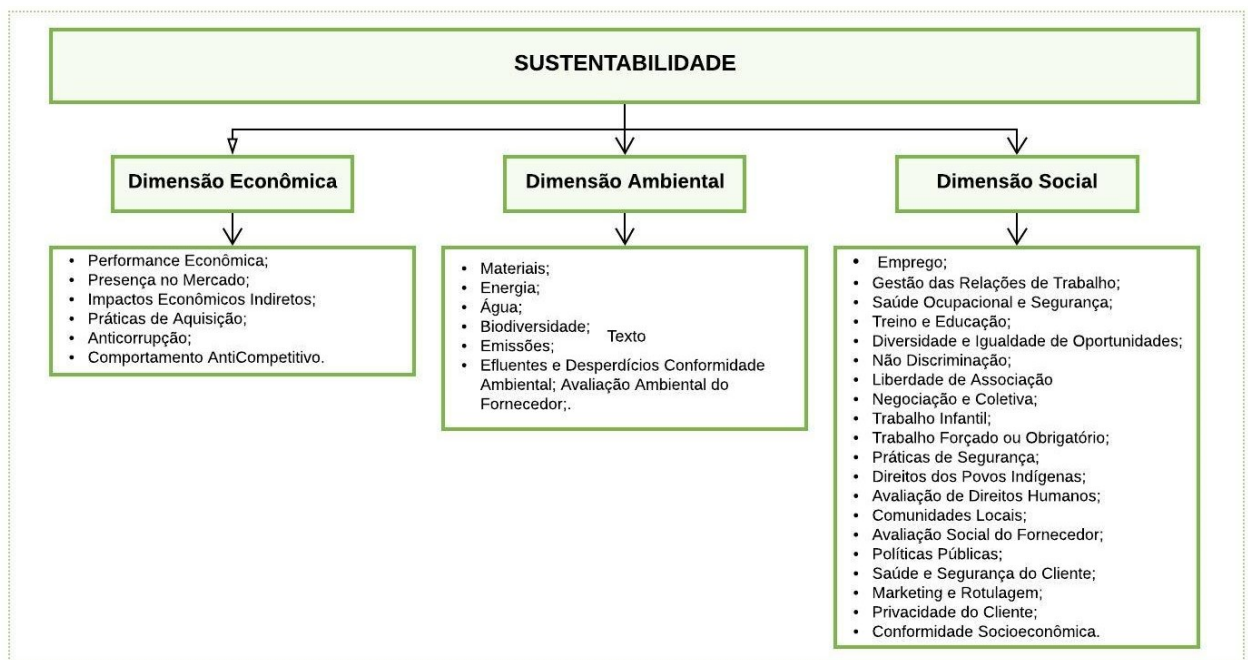 SUSTENTABILIDADE
Dimensão Econômica
• Performance Econômica;
• Presença no Mercado;
• Impactos Econômicos Indiretos;
• Práticas de Aquisição;
• Anticorrupção;
• Comportamento AntiCompetitivo.
Dimensão Ambiental
• Materiais;
• Energia;
• Água;
• Biodiversidade;
Texto
• Emissões;
• Efluentes e Desperdícios Conformidade
Ambiental; Avaliação Ambiental do
Fornecedor;.
Dimensão Social
• Emprego;
• Gestão das Relações de Trabalho;
• Saúde Ocupacional e Segurança;
• Treino e Educação;
• Diversidade e Igualdade de Oportunidades;
• Não Discriminação;
• Liberdade de Associação
• Negociação e Coletiva;
• Trabalho Infantil;
• Trabalho Forçado ou Obrigatório;
• Práticas de Segurança;
• Direitos dos Povos Indígenas;
• Avaliação de Direitos Humanos;
• Comunidades Locais;
• Avaliação Social do Fornecedor;
• Políticas Públicas;
• Saúde e Segurança do Cliente;
• Marketing e Rotulagem;
• Privacidade do Cliente;
• Conformidade Socioeconômica.